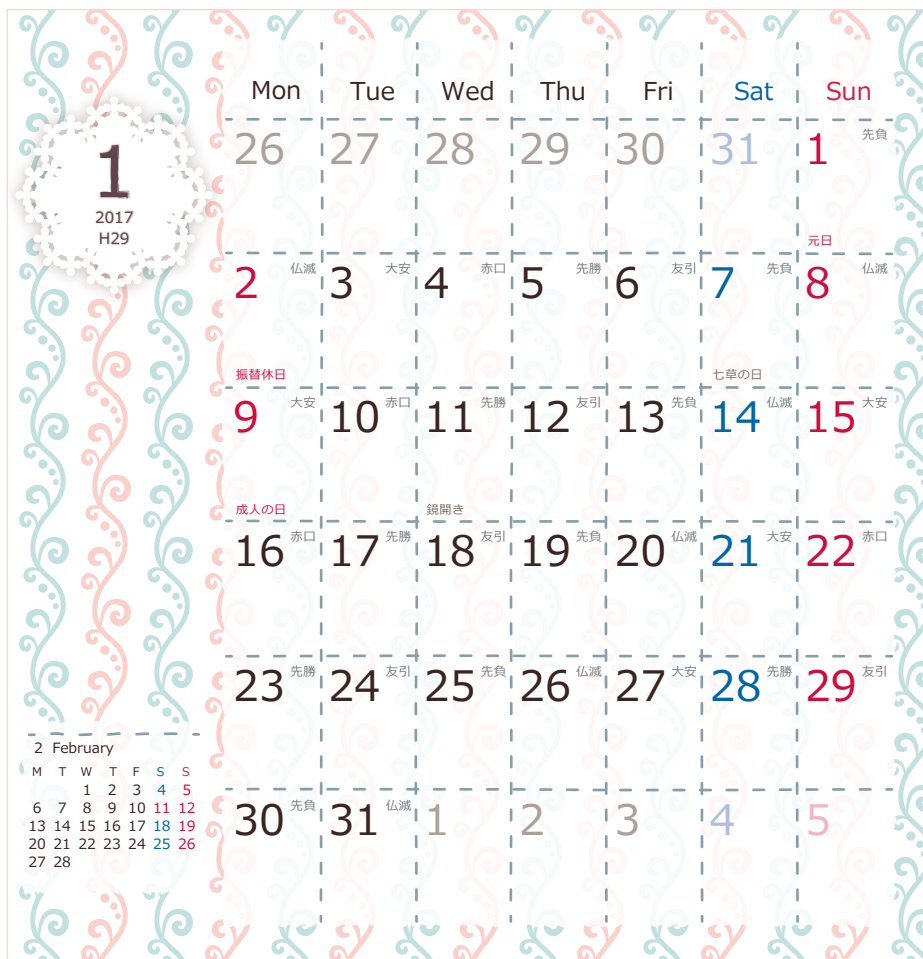 1
2017
H29
Mon Tue Wed Thu Fri Sat Sun
26 27 28 29 30 31 1 先負
元日
2 仏滅 3 大安 4 赤口 5 先勝 6 友引 7 先負 8 仏滅
振替休日 七草の日
9 大安 10 赤口 11 先勝 12 友引 13 先負 14 仏滅 15 大安
成人の日 鏡開き
16 赤口 17 先勝 18 友引 19 先負 20 仏滅 21 大安 22 赤口
23 先勝 24 友引 25 先負 26 仏滅 27 大安 28 先勝 29 友引
30 先負 31 仏滅 1 2 3 4 5
2 February
M T W T F S S
1 2 3 4 5
6 7 8 9 10 11 12
13 14 15 16 17 18 19
20 21 22 23 24 25 26
27 28